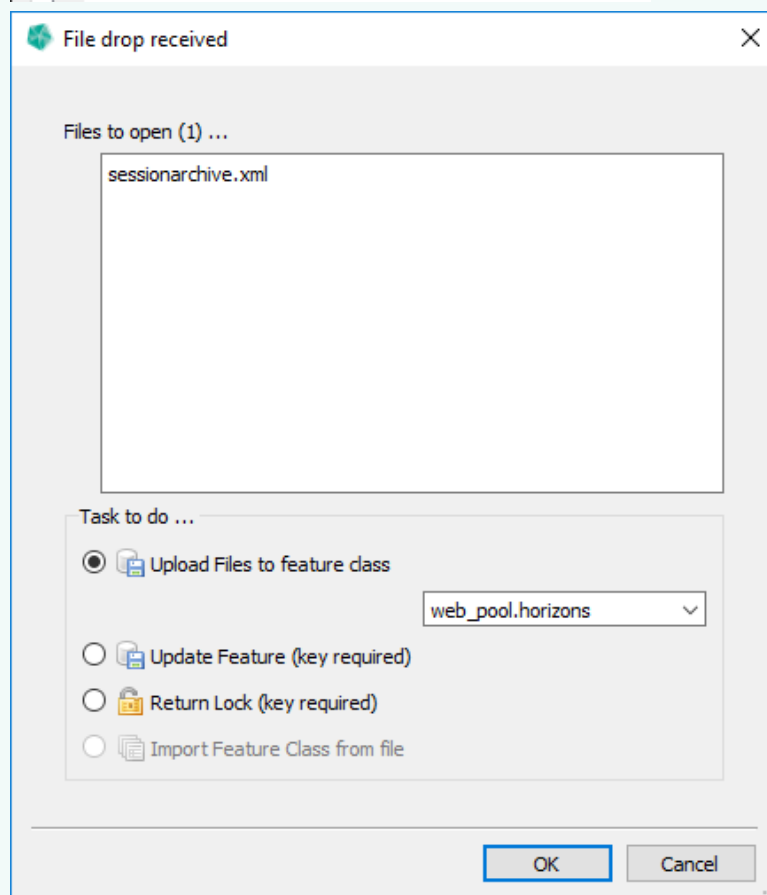 File drop received
Files to open (1) ...
sessionarchive.xml
Task to do ...
Upload Files to feature class
web_pool.horizons
Update Feature (key required)
Return Lock (key required)
Import Feature Class from file
OK
Cancel